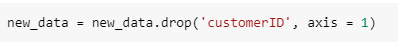 new_data = new_data.drop('customerID', axis = 1)